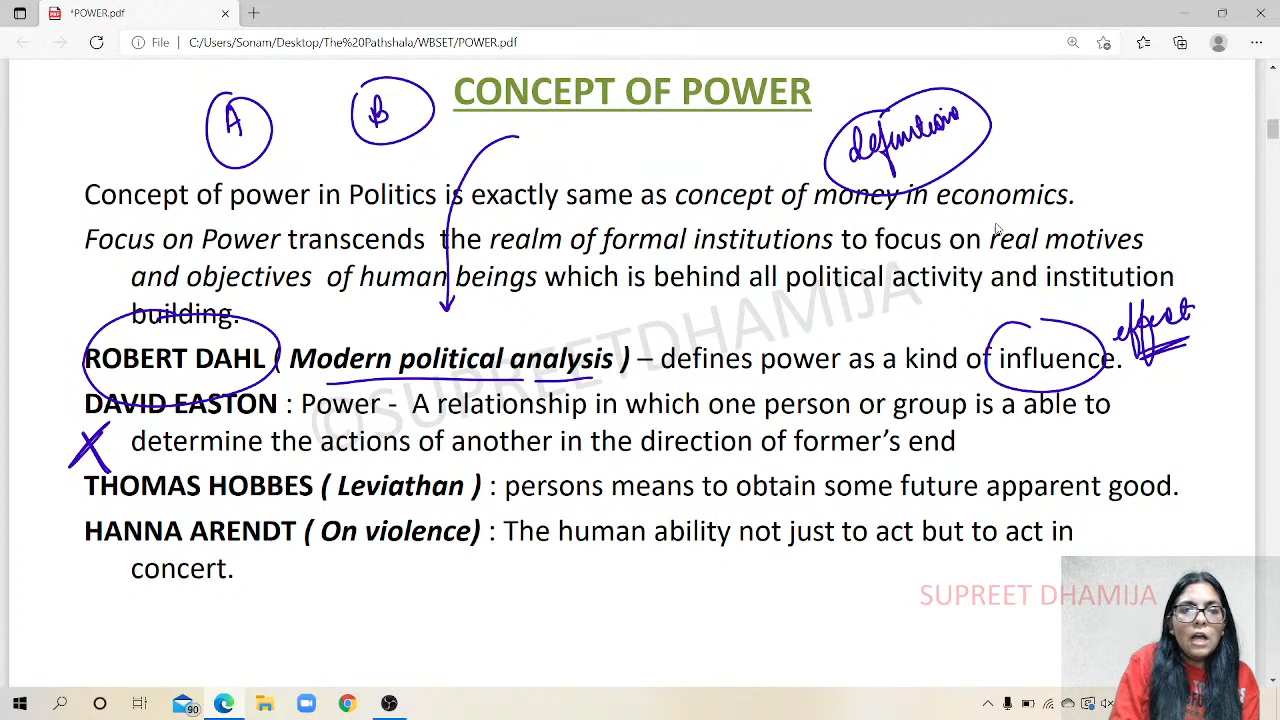 *POWER.pdf
File
C:/Users/Sonam/Desktop/The%20Pathshala/WBSET/POWER.pdf
CONCEPT OF POWER
A
B
definitions
Concept of power in Politics is exactly same as concept of money in economics.
Focus on Power transcends the realm of formal institutions to focus on real motives
and objectives of human beings which is behind all political activity and institution
building.
effect
ROBERT DAHL ( Modern political analysis ) – defines power as a kind of influence.
DAVID EASTON : Power - A relationship in which one person or group is a able to
determine the actions of another in the direction of former's end
X
THOMAS HOBBES ( Leviathan ) : persons means to obtain some future apparent good.
HANNA ARENDT ( On violence) : The human ability not just to act but to act in
concert.
©SUPREETDHAMIJA
SUPREET DHAMIJA
90